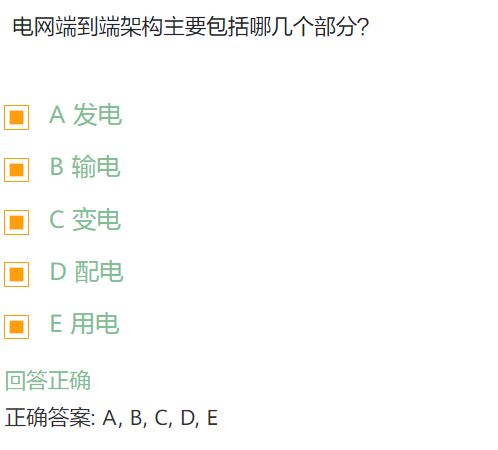 电网端到端架构主要包括哪几个部分？
A 发电
B 输电
C 变电
D 配电
E 用电
回答正确
正确答案: A, B, C, D, E